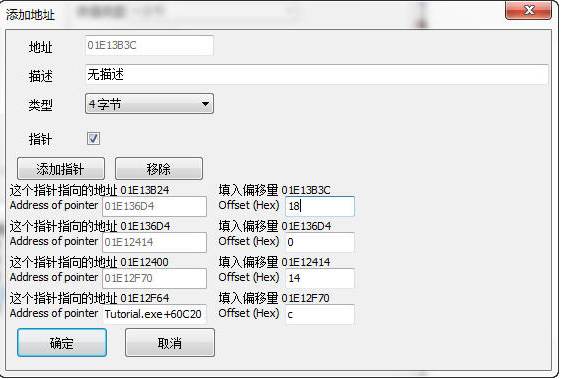 添加地址
地址 01E13B3C
描述 无描述
类型 4 字节
指针
添加指针 移除
这个指针指向的地址 01E13B24 填入偏移量 01E13B3C
Address of pointer 01E136D4 Offset (Hex) 18
这个指针指向的地址 01E136D4 填入偏移量 01E136D4
Address of pointer 01E12414 Offset (Hex) 0
这个指针指向的地址 01E12400 填入偏移量 01E12414
Address of pointer 01E12F70 Offset (Hex) 14
这个指针指向的地址 01E12F64 填入偏移量 01E12F70
Address of pointer Tutorial.exe+60C20 Offset (Hex) c
确定 取消